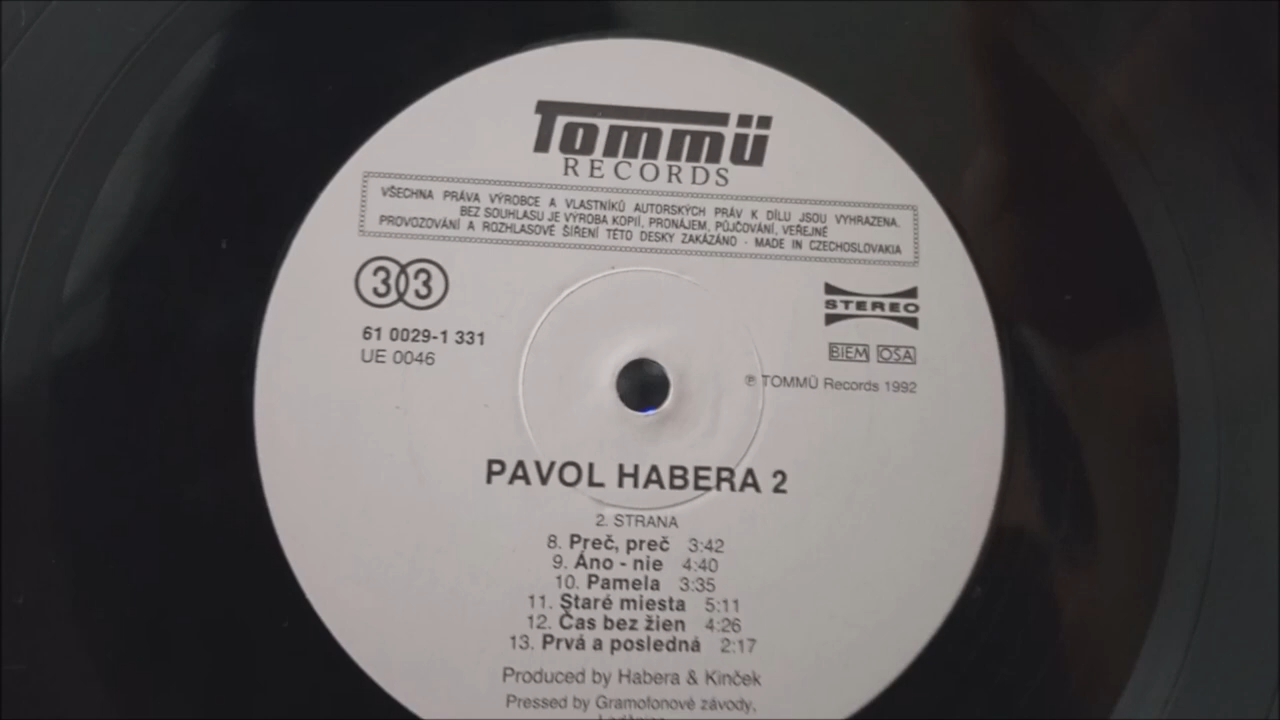 Tommü
RECORDS
VŠECHNA PRÁVA VÝROBCE A VLASTNÍKŮ AUTORSKÝCH PRÁV K DÍLU JSOU VYHRAZENA.
BEZ SOUHLASU JE VÝROBA KOPIÍ, PRONÁJEM, PŮJČOVÁNÍ, VEŘEJNÉ
PROVOZOVÁNÍ A ROZHLASOVÉ ŠÍŘENÍ TÉTO DESKY ZAKÁZÁNO - MADE IN CZECHOSLOVAKIA
33
STEREO
61 0029-1 331
UE 0046
BIEM OSA
℗ TOMMÜ Records 1992
PAVOL HABERA 2
2. STRANA
8. Preč, preč 3:42
9. Áno - nie 4:40
10. Pamela 3:35
11. Staré miesta 5:11
12. Čas bez žien 4:26
13. Prvá a posledná 2:17
Produced by Habera & Kinček
Pressed by Gramofonové závody,